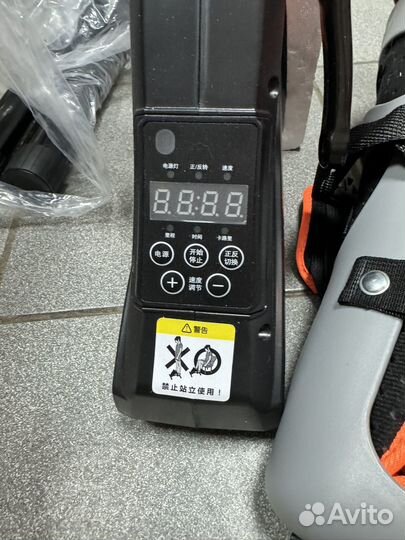 电源灯 正/反转 速度
88:88
里程 时间 卡路里
电源 开始 停止 正反 切换
+ 速度 调节 −
⚠警告
禁止站立使用！
Avito